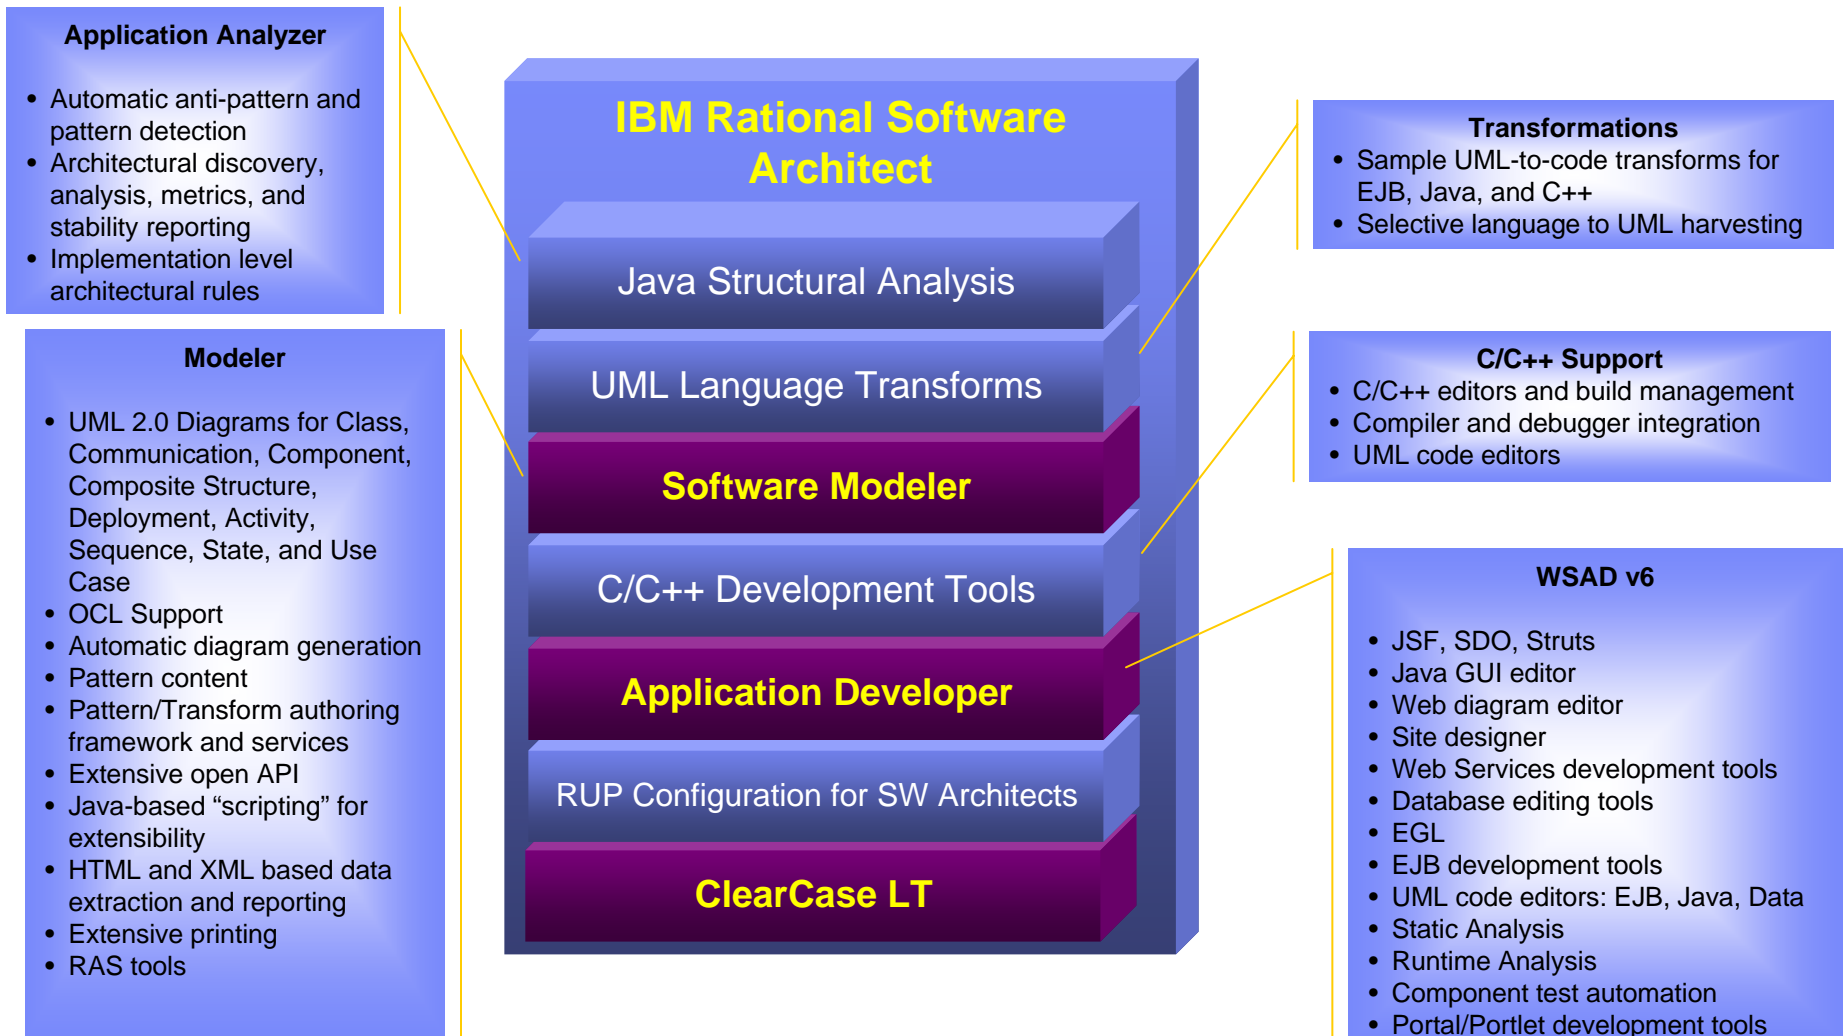 Application Analyzer
• Automatic anti-pattern and
pattern detection
• Architectural discovery,
analysis, metrics, and
stability reporting
• Implementation level
architectural rules
Modeler
• UML 2.0 Diagrams for Class,
Communication, Component,
Composite Structure,
Deployment, Activity,
Sequence, State, and Use
Case
• OCL Support
• Automatic diagram generation
• Pattern content
• Pattern/Transform authoring
framework and services
• Extensive open API
• Java-based “scripting” for
extensibility
• HTML and XML based data
extraction and reporting
• Extensive printing
• RAS tools
IBM Rational Software
Architect
Java Structural Analysis
UML Language Transforms
Software Modeler
C/C++ Development Tools
Application Developer
RUP Configuration for SW Architects
ClearCase LT
Transformations
• Sample UML-to-code transforms for
EJB, Java, and C++
• Selective language to UML harvesting
C/C++ Support
• C/C++ editors and build management
• Compiler and debugger integration
• UML code editors
WSAD v6
• JSF, SDO, Struts
• Java GUI editor
• Web diagram editor
• Site designer
• Web Services development tools
• Database editing tools
• EGL
• EJB development tools
• UML code editors: EJB, Java, Data
• Static Analysis
• Runtime Analysis
• Component test automation
• Portal/Portlet development tools